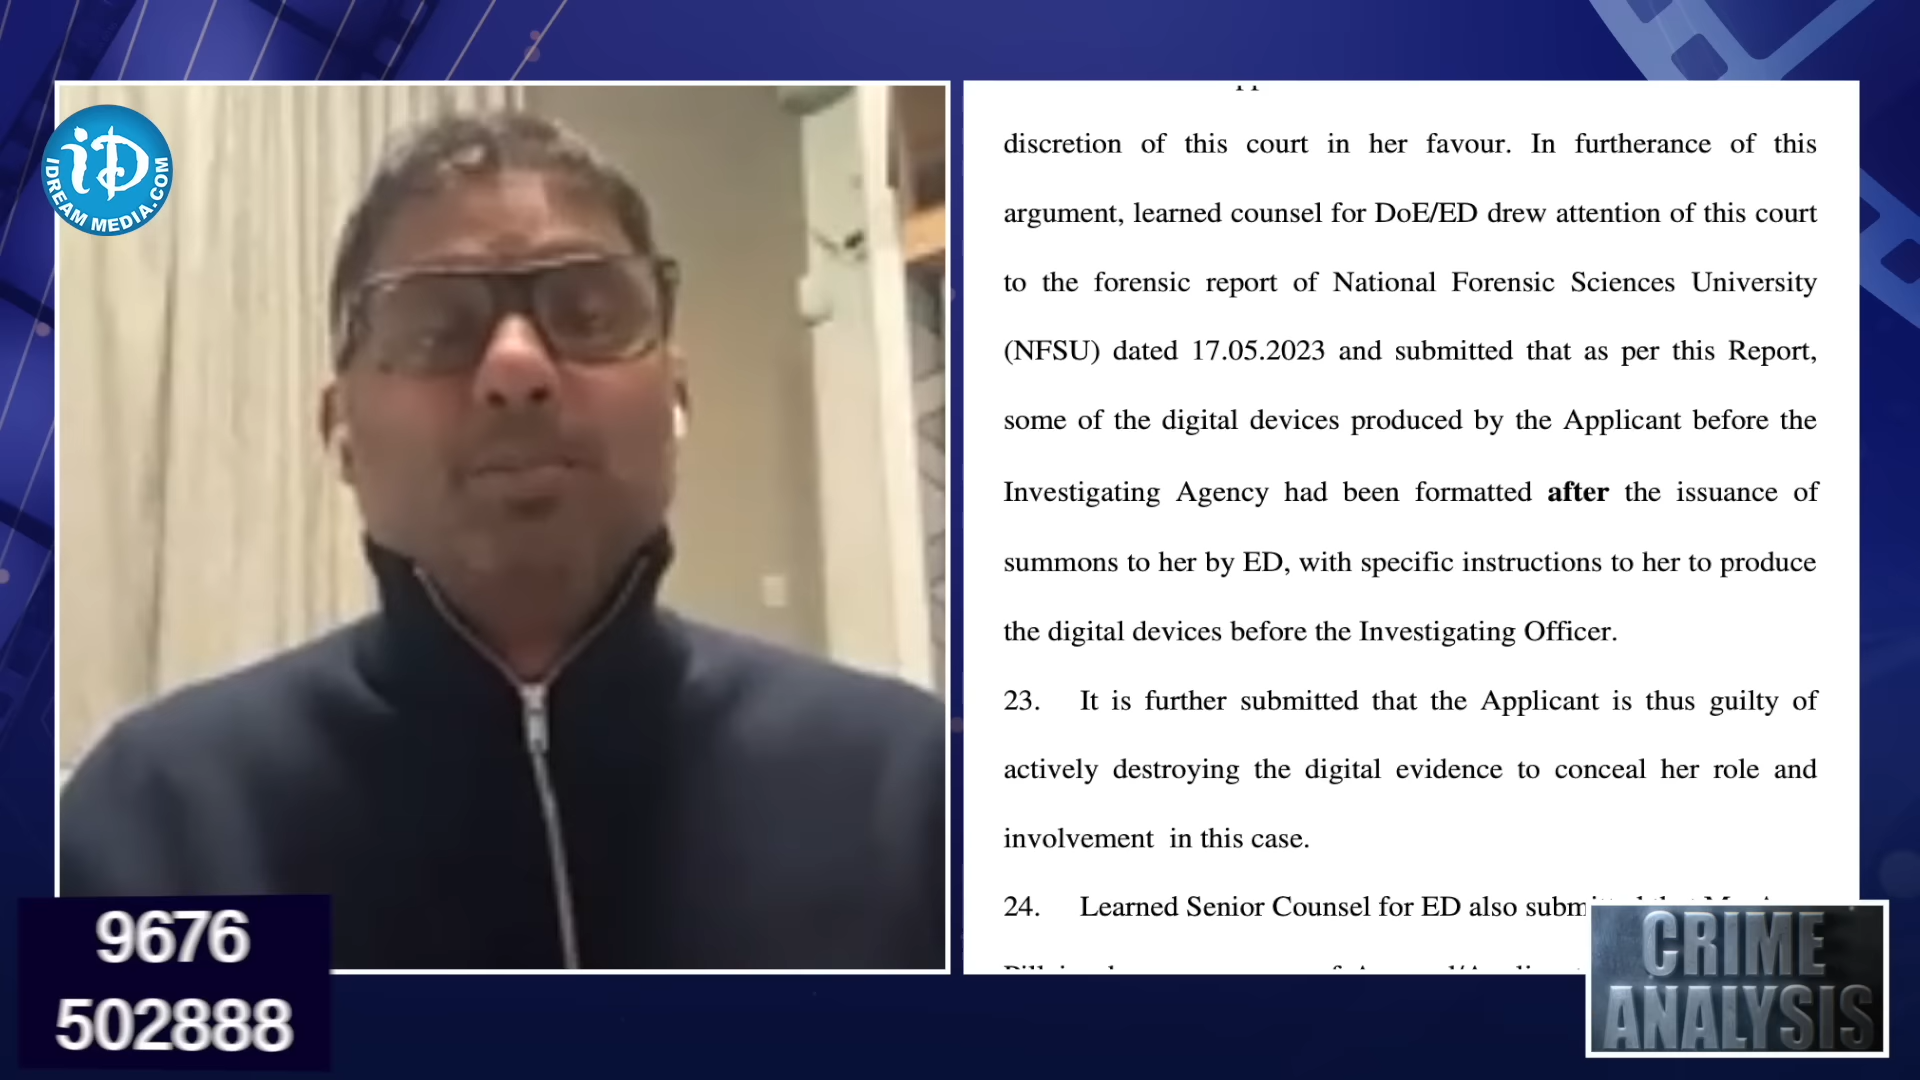 iD
IDREAM MEDIA.COM
discretion of this court in her favour. In furtherance of this
argument, learned counsel for DoE/ED drew attention of this court
to the forensic report of National Forensic Sciences University
(NFSU) dated 17.05.2023 and submitted that as per this Report,
some of the digital devices produced by the Applicant before the
Investigating Agency had been formatted after the issuance of
summons to her by ED, with specific instructions to her to produce
the digital devices before the Investigating Officer.
23. It is further submitted that the Applicant is thus guilty of
actively destroying the digital evidence to conceal her role and
involvement in this case.
24. Learned Senior Counsel for ED also
9676
502888
CRIME
ANALYSIS